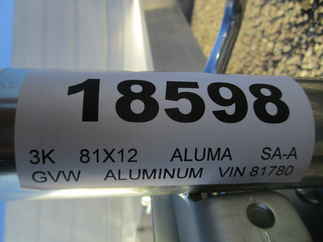 18598
3K 81X12 ALUMA SA-A
GVW ALUMINUM VIN 81780